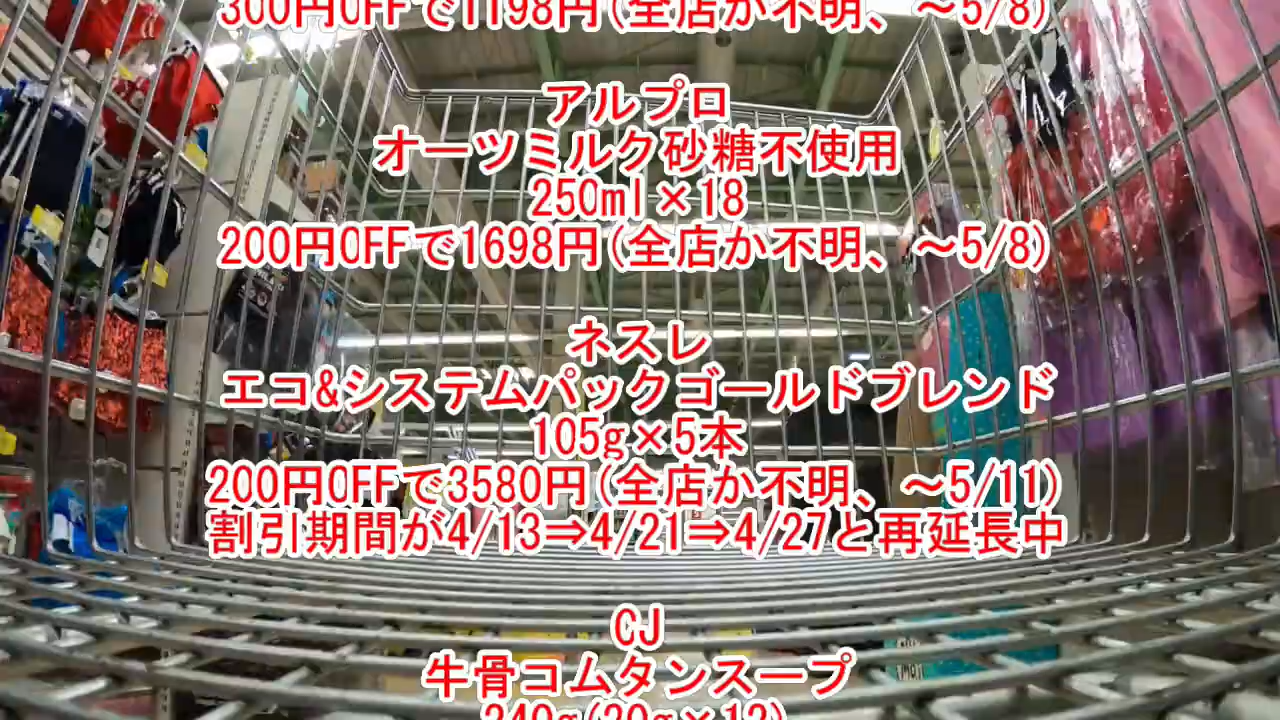 300円OFFで1198円(全店か不明、～5/8)
アルプロ
オーツミルク砂糖不使用
250ml×18
200円OFFで1698円(全店か不明、～5/8)
ネスレ
エコ&システムパックゴールドブレンド
105g×5本
200円OFFで3580円(全店か不明、～5/11)
割引期間が4/13⇒4/21⇒4/27と再延長中
CJ
牛骨コムタンスープ
240g(20g×12)